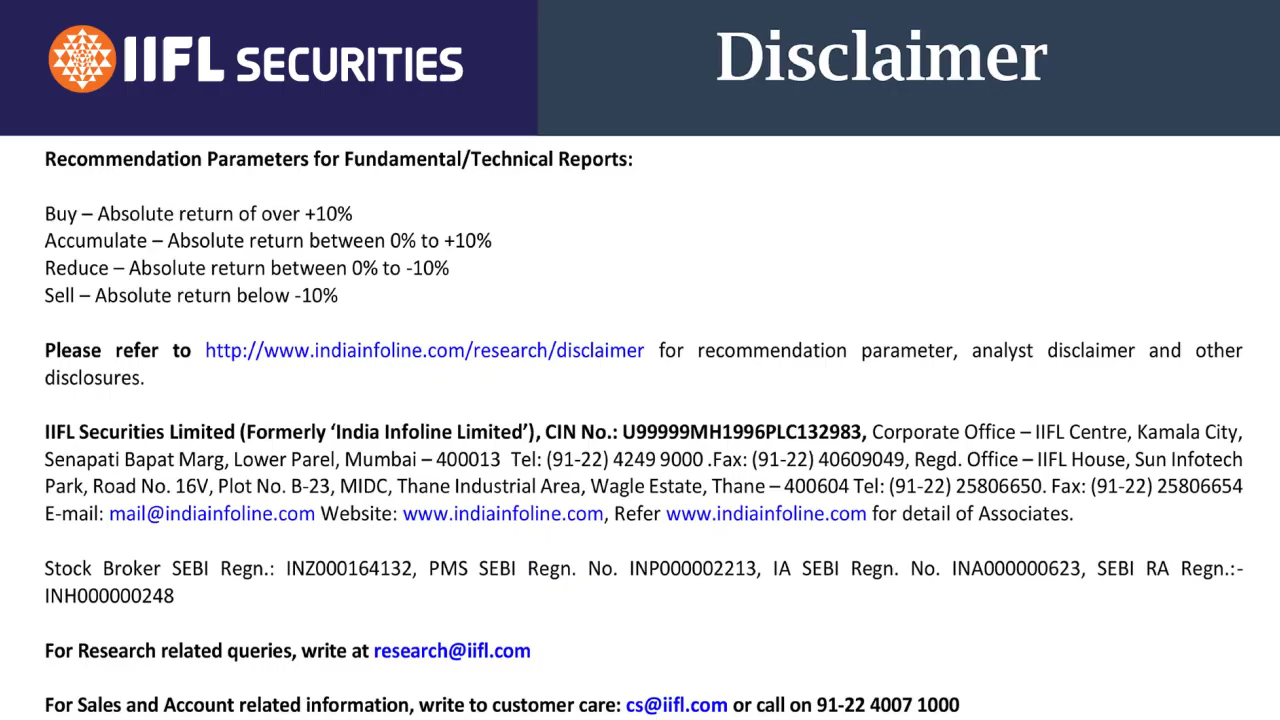 IIFL SECURITIES
Disclaimer
Recommendation Parameters for Fundamental/Technical Reports:
Buy – Absolute return of over +10%
Accumulate – Absolute return between 0% to +10%
Reduce – Absolute return between 0% to -10%
Sell – Absolute return below -10%
Please refer to http://www.indiainfoline.com/research/disclaimer for recommendation parameter, analyst disclaimer and other
disclosures.
IIFL Securities Limited (Formerly ‘India Infoline Limited’), CIN No.: U99999MH1996PLC132983, Corporate Office – IIFL Centre, Kamala City,
Senapati Bapat Marg, Lower Parel, Mumbai – 400013 Tel: (91-22) 4249 9000 .Fax: (91-22) 40609049, Regd. Office – IIFL House, Sun Infotech
Park, Road No. 16V, Plot No. B-23, MIDC, Thane Industrial Area, Wagle Estate, Thane – 400604 Tel: (91-22) 25806650. Fax: (91-22) 25806654
E-mail: mail@indiainfoline.com Website: www.indiainfoline.com, Refer www.indiainfoline.com for detail of Associates.
Stock Broker SEBI Regn.: INZ000164132, PMS SEBI Regn. No. INP000002213, IA SEBI Regn. No. INA000000623, SEBI RA Regn.:-
INH000000248
For Research related queries, write at research@iifl.com
For Sales and Account related information, write to customer care: cs@iifl.com or call on 91-22 4007 1000